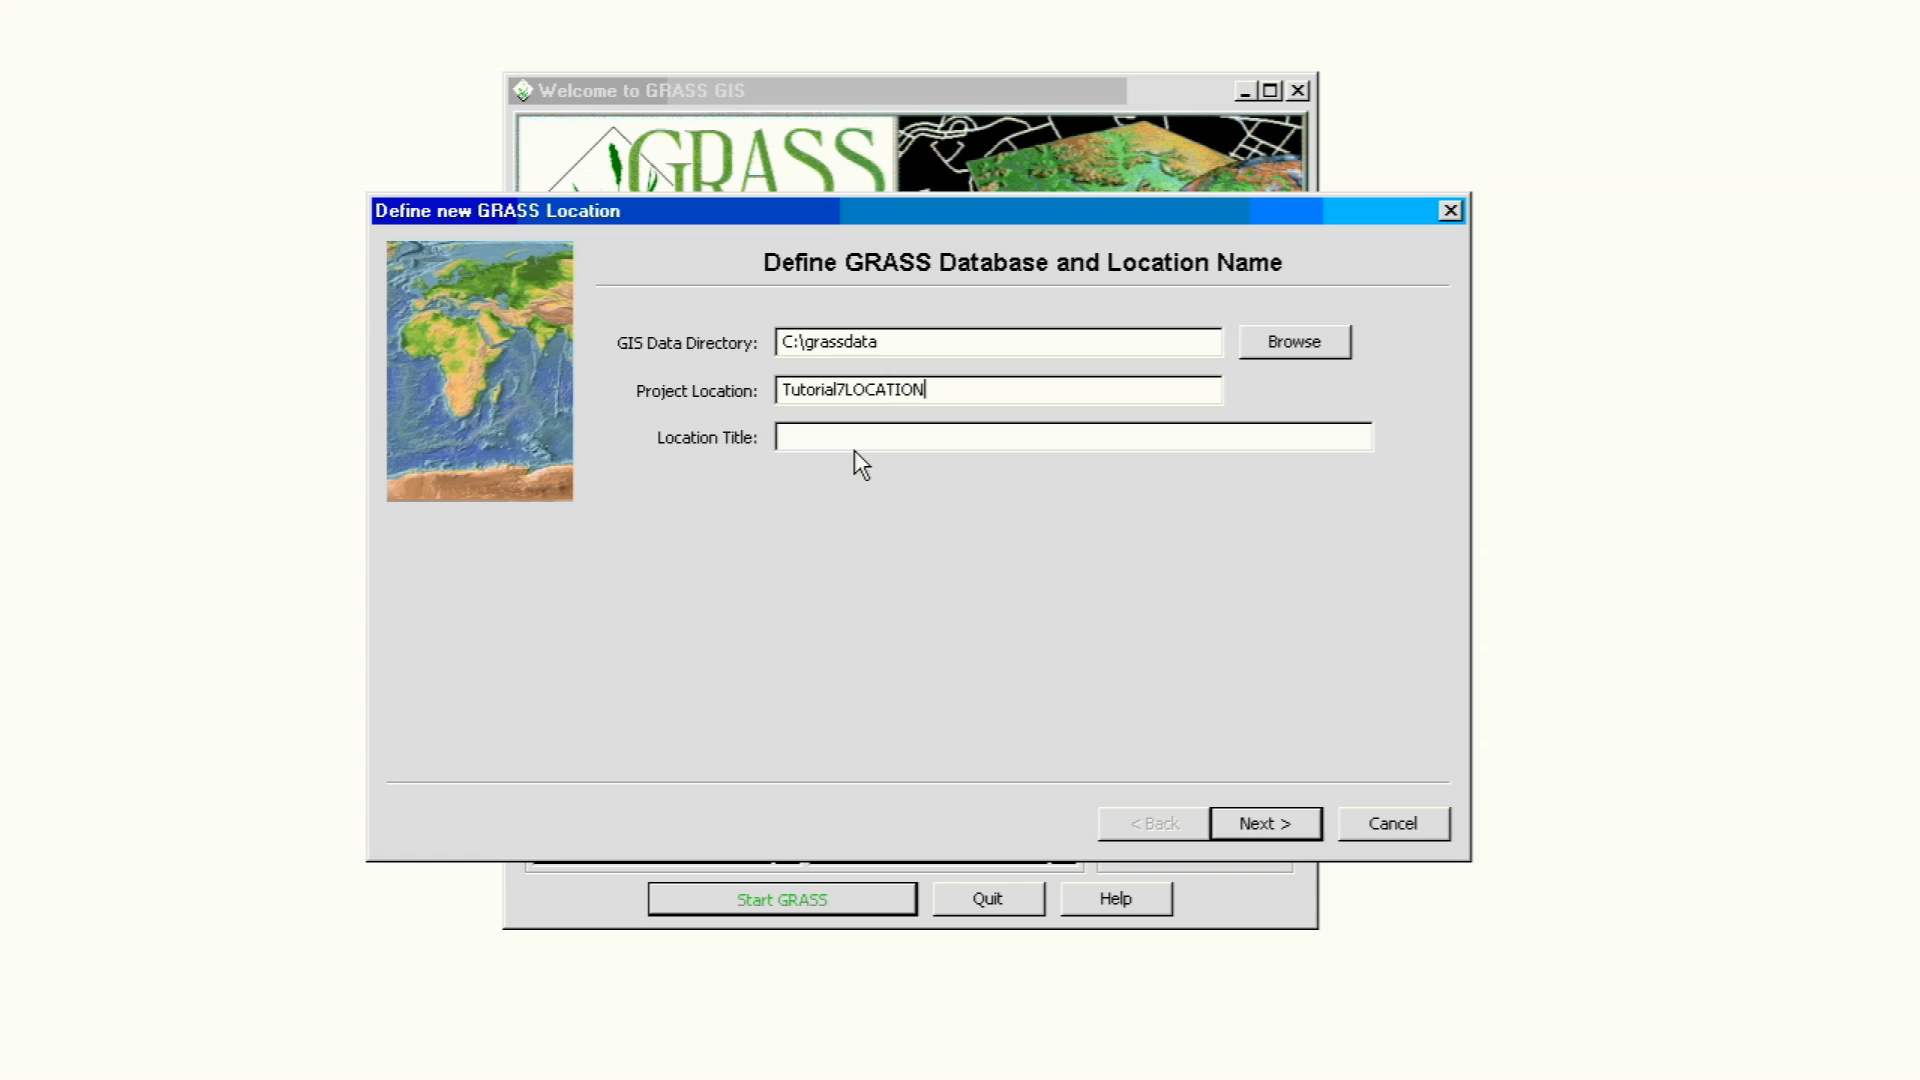 Welcome to GRASS GIS
GRASS
Define new GRASS Location
Define GRASS Database and Location Name
GIS Data Directory: C:\grassdata Browse
Project Location: Tutorial7LOCATION
Location Title:
< Back Next > Cancel
Start GRASS Quit Help